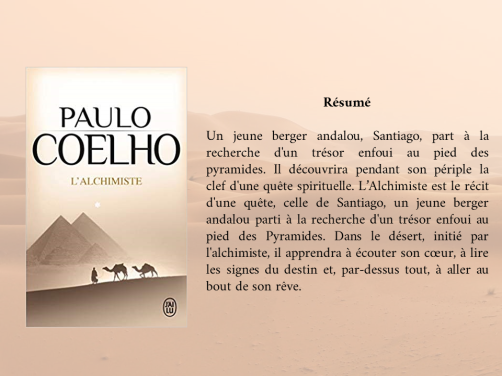 PAULO
COELHO
L'ALCHIMISTE
J'AI
LU
Résumé
Un jeune berger andalou, Santiago, part à la
recherche d'un trésor enfoui au pied des
pyramides. Il découvrira pendant son périple la
clef d'une quête spirituelle. L'Alchimiste est le récit
d'une quête, celle de Santiago, un jeune berger
andalou parti à la recherche d'un trésor enfoui au
pied des Pyramides. Dans le désert, initié par
l'alchimiste, il apprendra à écouter son cœur, à lire
les signes du destin et, par-dessus tout, à aller au
bout de son rêve.